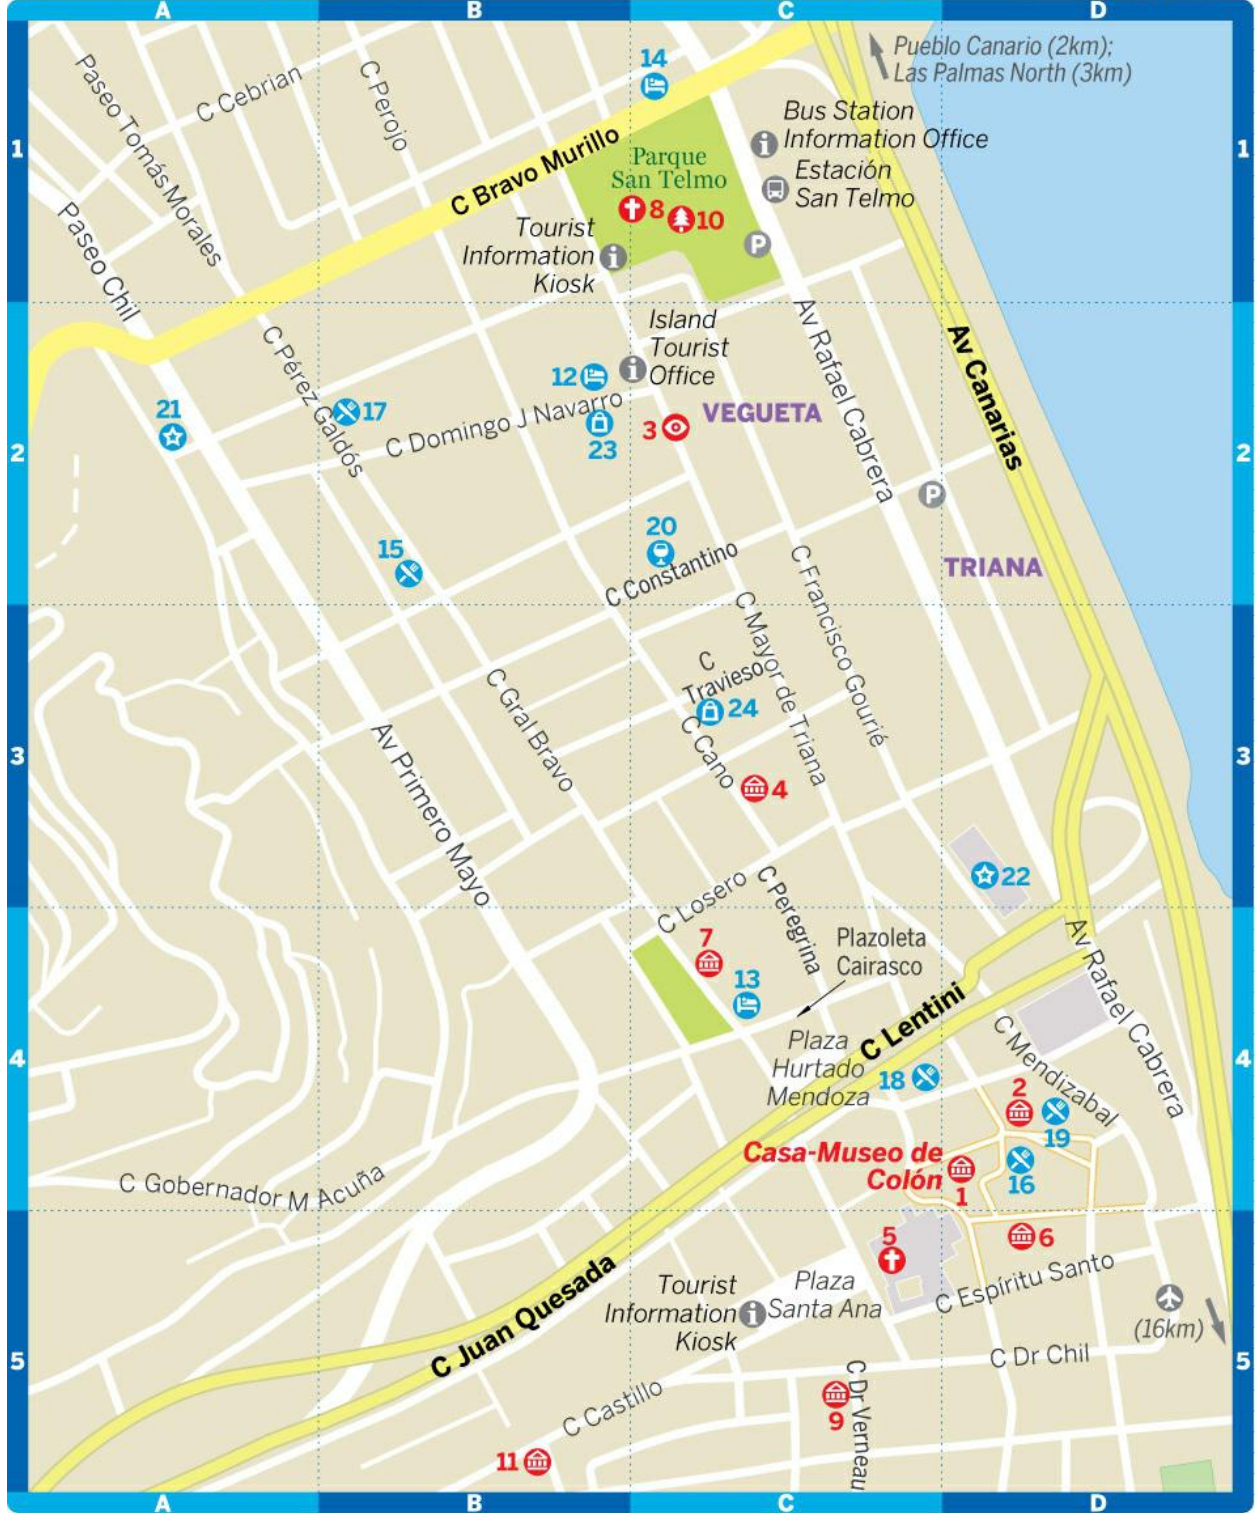 A
B
C
D
Pueblo Canario (2km);
Las Palmas North (3km)
14
Paseo Tomás Morales
C Cebrian
C Perojo
Bus Station
Information Office
1
1
C Bravo Murillo
Parque
San Telmo
Estación
San Telmo
8
10
Paseo Chil
Tourist
Information
Kiosk
P
Island
Tourist
Office
Av Rafael Cabrera
Av Canarias
C Pérez Galdós
12
21
17
C Domingo J Navarro
23
3
VEGUETA
2
2
P
20
15
C Constantino
C Francisco Gourié
TRIANA
C Mayor de Triana
C
Travieso
24
C Gral Bravo
C Cano
Av Primero Mayo
3
3
4
22
C Losero
C Peregrina
7
Plazoleta
Cairasco
13
Av Rafael Cabrera
C Lentini
Plaza
Hurtado
Mendoza
C Mendizabal
4
4
18
2
19
Casa-Museo de
Colón
1
16
C Gobernador M Acuña
5
6
C Espíritu Santo
Tourist
Information
Kiosk
Plaza
Santa Ana
(16km)
C Juan Quesada
C Dr Chil
5
5
C Castillo
C Dr Verneau
9
11
A
B
C
D